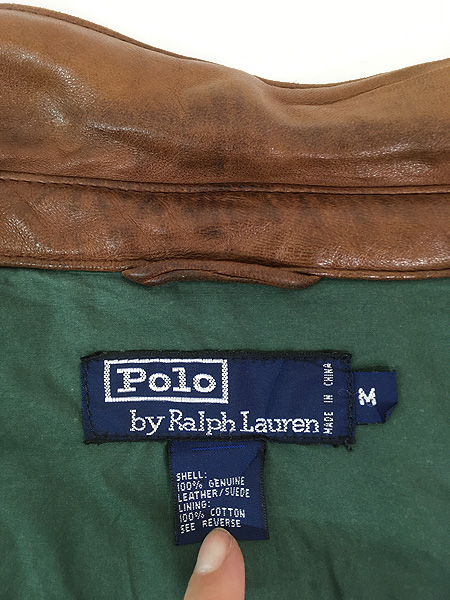 Polo
by Ralph Lauren
MADE IN CHINA
M
SHELL:
100% GENUINE
LEATHER/SUEDE
LINING:
100% COTTON
SEE REVERSE